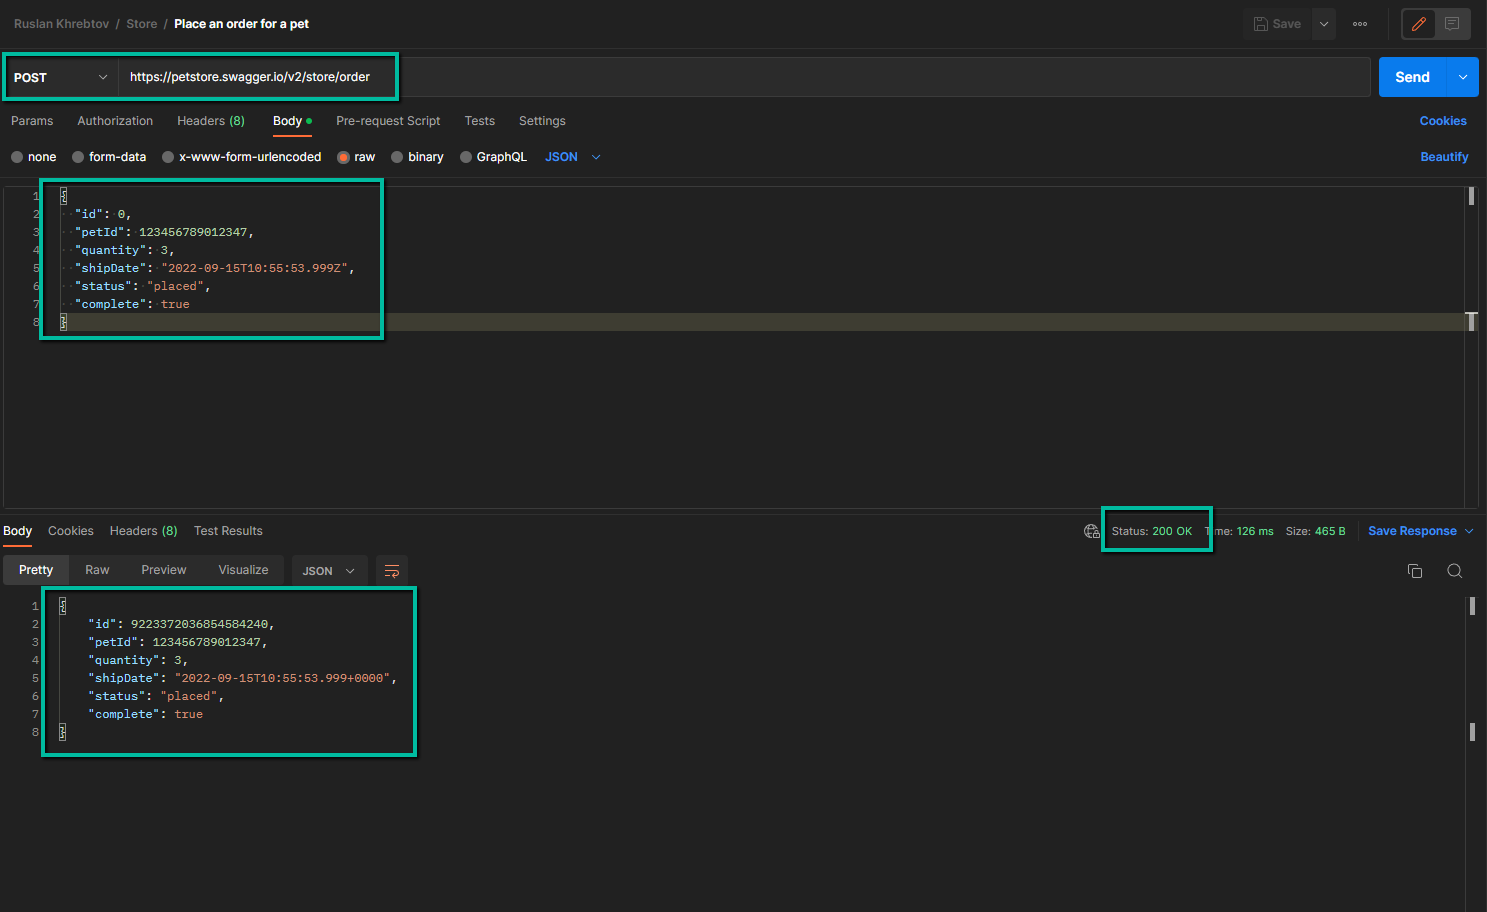 Ruslan Khrebtov / Store / Place an order for a pet
Save
POST https://petstore.swagger.io/v2/store/order
Send
Params Authorization Headers (8) Body Pre-request Script Tests Settings Cookies
none form-data x-www-form-urlencoded raw binary GraphQL JSON Beautify
1 {
2 "id": 0,
3 "petId": 123456789012347,
4 "quantity": 3,
5 "shipDate": "2022-09-15T10:55:53.999Z",
6 "status": "placed",
7 "complete": true
8 }
Body Cookies Headers (8) Test Results Status: 200 OK Time: 126 ms Size: 465 B Save Response
Pretty Raw Preview Visualize JSON
1 {
2 "id": 9223372036854584240,
3 "petId": 123456789012347,
4 "quantity": 3,
5 "shipDate": "2022-09-15T10:55:53.999+0000",
6 "status": "placed",
7 "complete": true
8 }